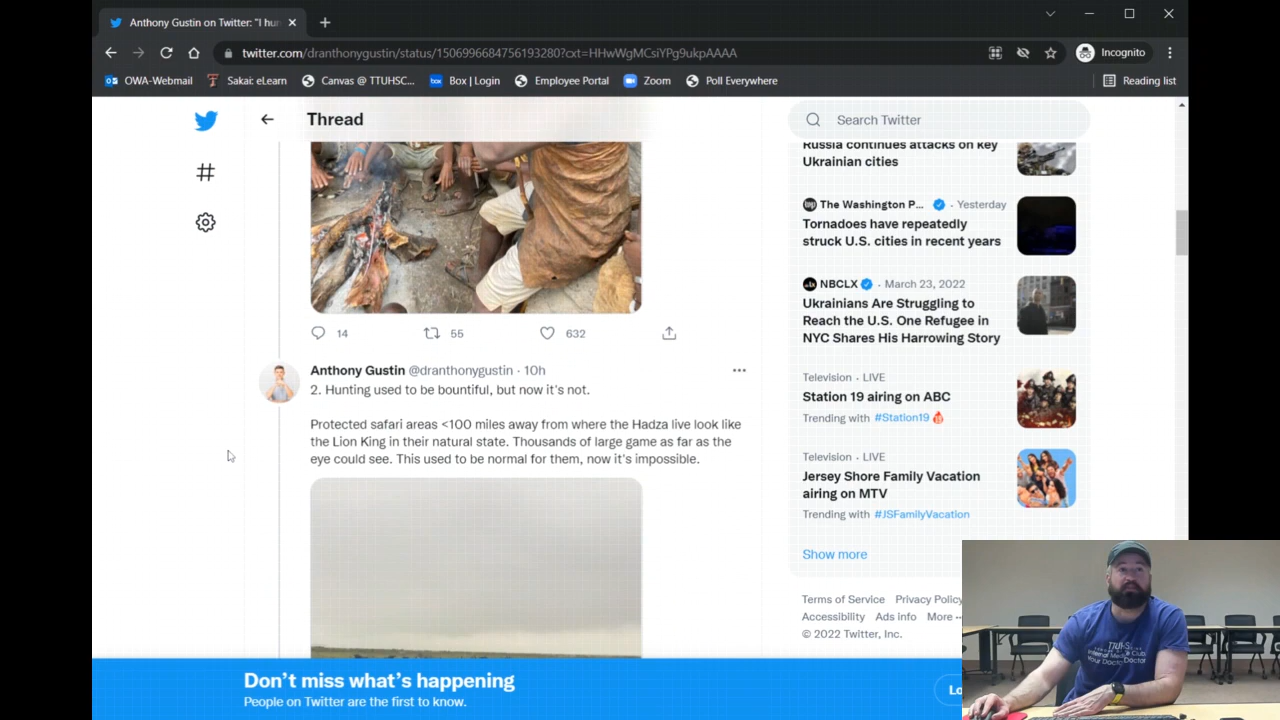 Anthony Gustin on Twitter: "I hun
twitter.com/dranthonygustin/status/1506996684756193280?cxt=HHwWgMCsiYPg9ukpAAAA
Incognito
OWA-Webmail
Sakai: eLearn
Canvas @ TTUHSC...
Box | Login
Employee Portal
Zoom
Poll Everywhere
Reading list
Thread
14
55
632
Anthony Gustin @dranthonygustin · 10h
2. Hunting used to be bountiful, but now it's not.
Protected safari areas <100 miles away from where the Hadza live look like
the Lion King in their natural state. Thousands of large game as far as the
eye could see. This used to be normal for them, now it's impossible.
Search Twitter
Russia continues attacks on key
Ukrainian cities
The Washington P... · Yesterday
Tornadoes have repeatedly
struck U.S. cities in recent years
NBCLX · March 23, 2022
Ukrainians Are Struggling to
Reach the U.S. One Refugee in
NYC Shares His Harrowing Story
Television · LIVE
Station 19 airing on ABC
Trending with #Station19
Television · LIVE
Jersey Shore Family Vacation
airing on MTV
Trending with #JSFamilyVacation
Show more
Terms of Service Privacy Policy
Accessibility Ads info More ··
© 2022 Twitter, Inc.
Don't miss what's happening
People on Twitter are the first to know.
Lo
TTUHSC
Your Doctor